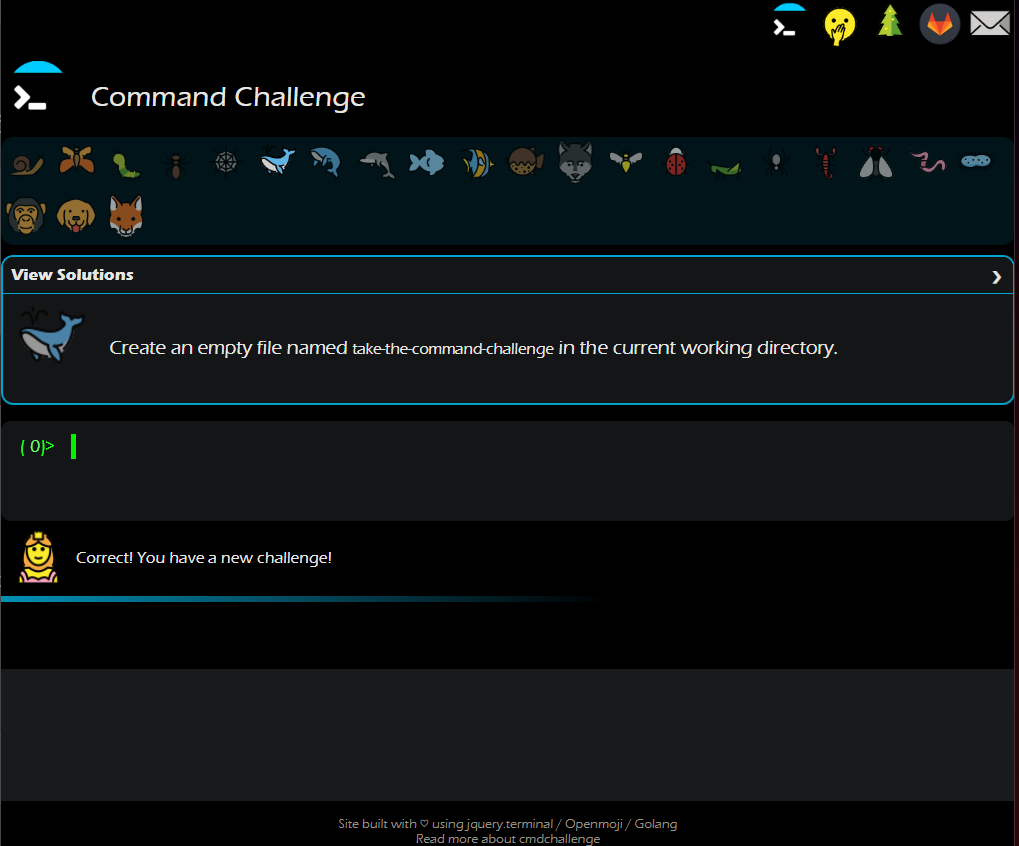 Command Challenge
View Solutions
Create an empty file named take-the-command-challenge in the current working directory.
( 0)>
Correct! You have a new challenge!
Site built with ♡ using jquery.terminal / Openmoji / Golang
Read more about cmdchallenge